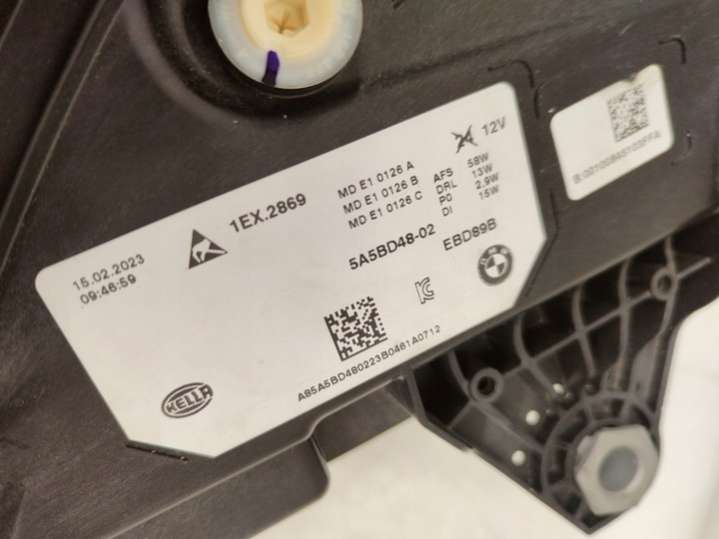 12V
1EX.2869
MD E1 0126 A
MD E1 0126 B
MD E1 0126 C
AFS 58W
DRL 13W
PO 2.9W
DI 15W
15.02.2023
09:46:59
5A5BD48-02
EBD89B
A85A5BD480223B0461A0712
HELLA